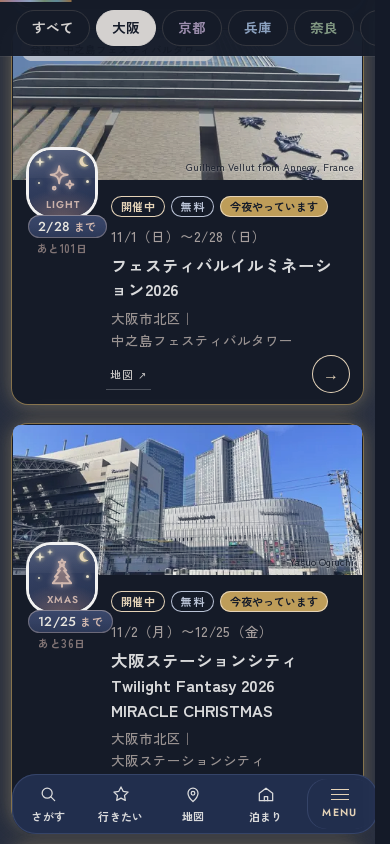 すべて
大阪
京都
兵庫
奈良
Guilhem Vellut from Annecy, France
LIGHT
2/28 まで
あと101日
開催中
無料
今夜やっています
11/1（日）〜2/28（日）
フェスティバルイルミネーシ
ョン2026
大阪市北区｜
中之島フェスティバルタワー
地図 ↗
→
Yasuo Oguchi
XMAS
12/25 まで
あと36日
開催中
無料
今夜やっています
11/2（月）〜12/25（金）
大阪ステーションシティ
Twilight Fantasy 2026
MIRACLE CHRISTMAS
大阪市北区｜
大阪ステーションシティ
さがす
行きたい
地図
泊まり
MENU